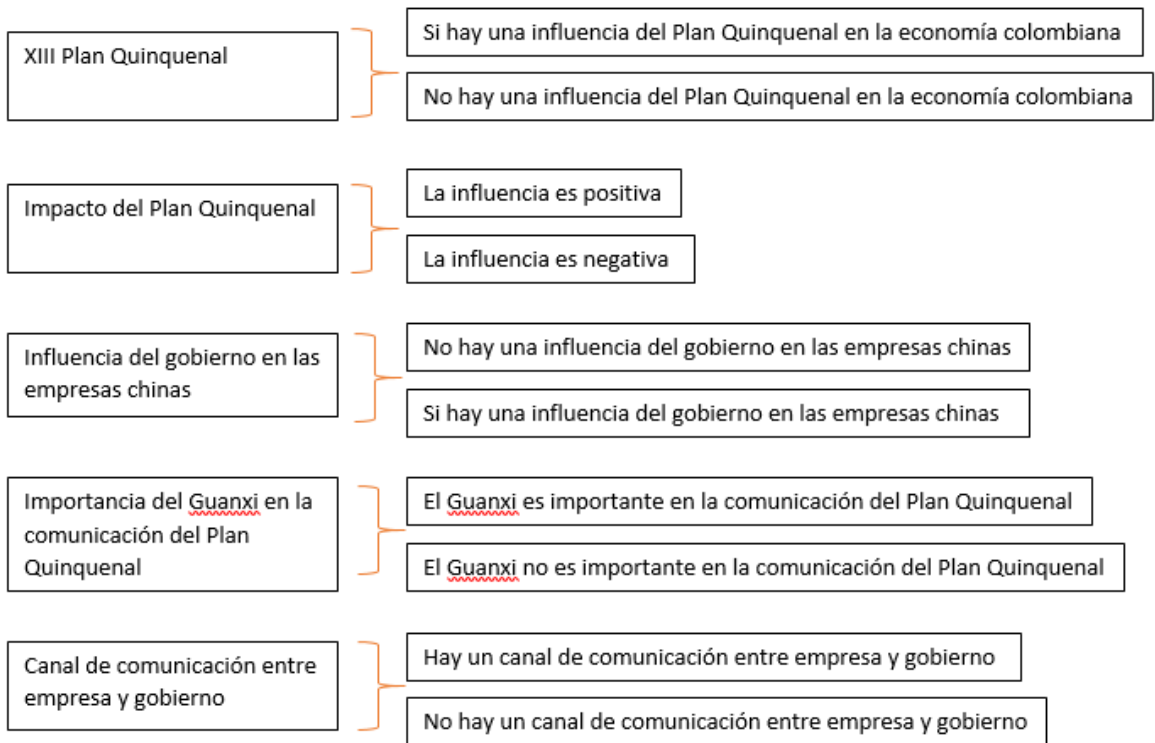 XIII Plan Quinquenal
Si hay una influencia del Plan Quinquenal en la economía colombiana
No hay una influencia del Plan Quinquenal en la economía colombiana
Impacto del Plan Quinquenal
La influencia es positiva
La influencia es negativa
Influencia del gobierno en las
empresas chinas
No hay una influencia del gobierno en las empresas chinas
Si hay una influencia del gobierno en las empresas chinas
Importancia del Guanxi en la
comunicación del Plan
Quinquenal
El Guanxi es importante en la comunicación del Plan Quinquenal
El Guanxi no es importante en la comunicación del Plan Quinquenal
Canal de comunicación entre
empresa y gobierno
Hay un canal de comunicación entre empresa y gobierno
No hay un canal de comunicación entre empresa y gobierno